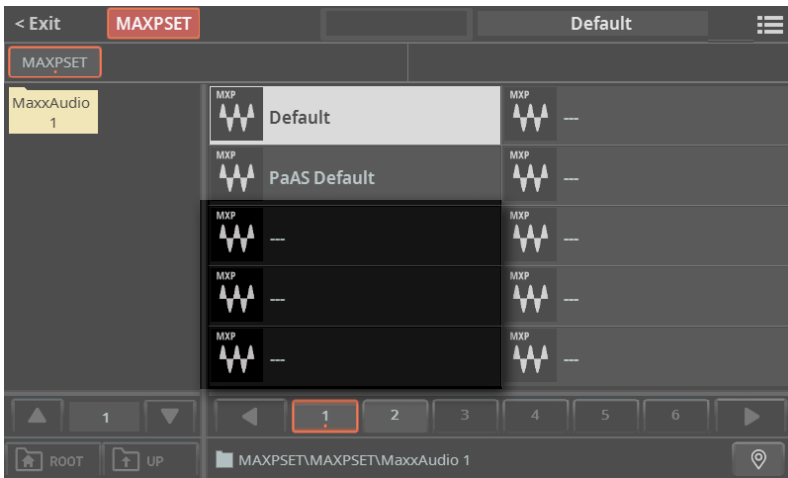 < Exit MAXPSET Default
MAXPSET
MaxxAudio
1
MXP Default
MXP ---
MXP PaAS Default
MXP ---
MXP ---
MXP ---
MXP ---
MXP ---
MXP ---
MXP ---
1 1 2 3 4 5 6
ROOT UP MAXPSET\MAXPSET\MaxxAudio 1